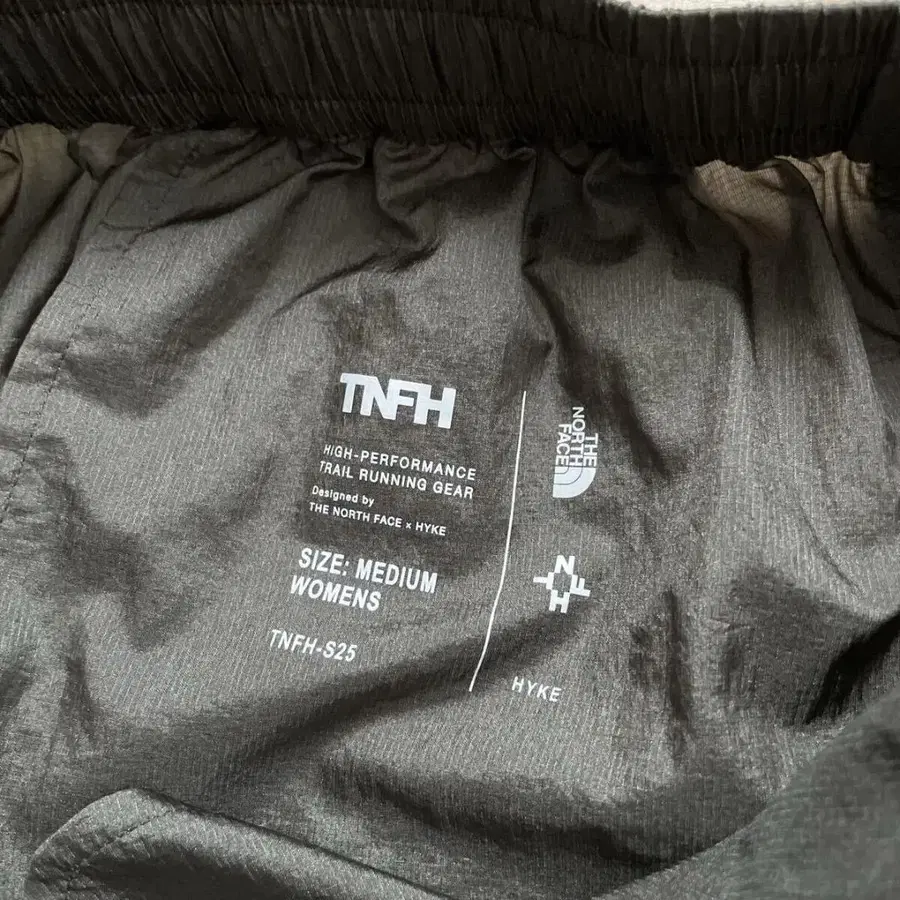 TNFH
HIGH-PERFORMANCE
TRAIL RUNNING GEAR
Designed by
THE NORTH FACE × HYKE
SIZE: MEDIUM
WOMENS
TNFH-S25
THE
NORTH
FACE
TNFH
HYKE